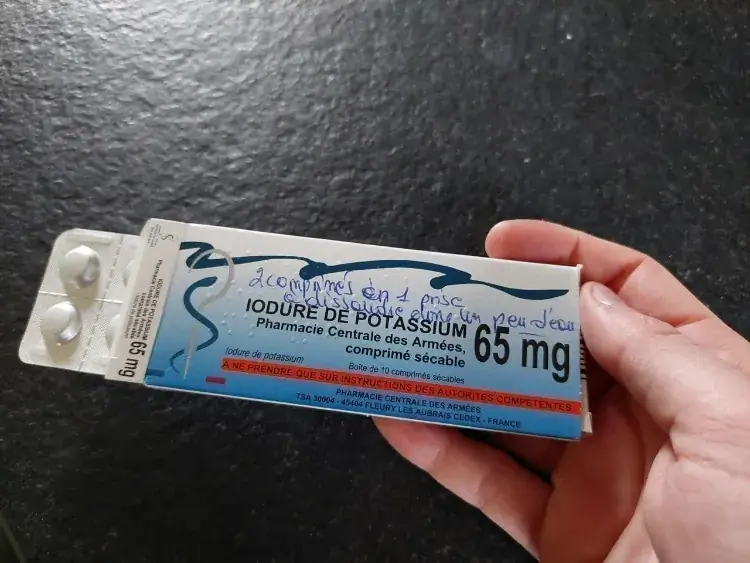 2 comprimés en 1 prise
à dissoudre dans un peu d'eau
IODURE DE POTASSIUM 65 mg
Pharmacie Centrale des Armées,
comprimé sécable
Iodure de potassium
Boîte de 10 comprimés sécables
A NE PRENDRE QUE SUR INSTRUCTIONS DES AUTORITES COMPETENTES
PHARMACIE CENTRALE DES ARMÉES
TSA 30004 - 45404 FLEURY LES AUBRAIS CEDEX - FRANCE
IODURE DE POTASSIUM
65 mg